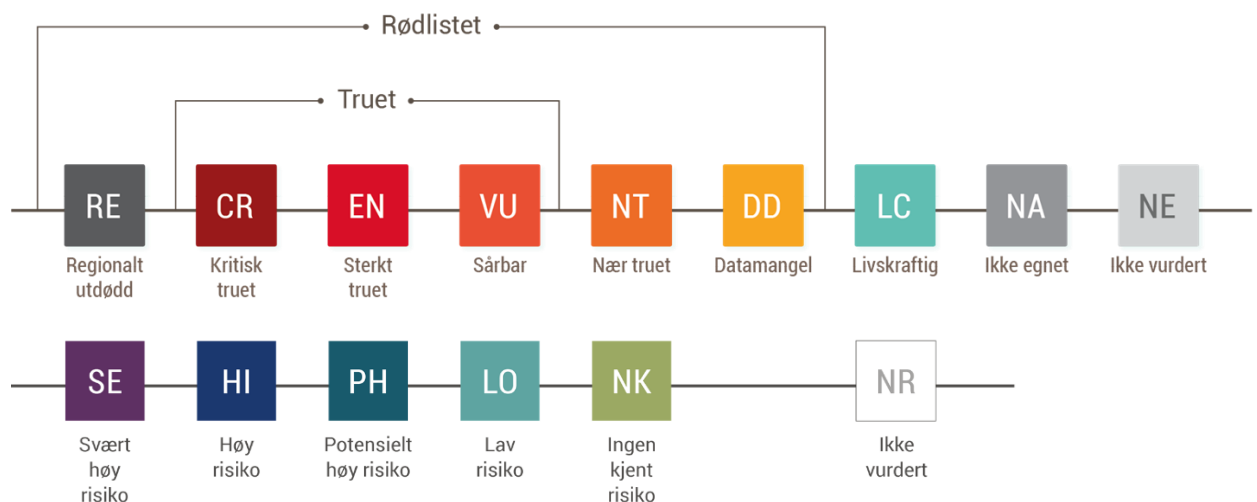 Rødlistet
Truet
RE CR EN VU NT DD LC NA NE
Regionalt utdødd
Kritisk truet
Sterkt truet
Sårbar
Nær truet
Datamangel
Livskraftig
Ikke egnet
Ikke vurdert
SE HI PH LO NK NR
Svært høy risiko
Høy risiko
Potensielt høy risiko
Lav risiko
Ingen kjent risiko
Ikke vurdert